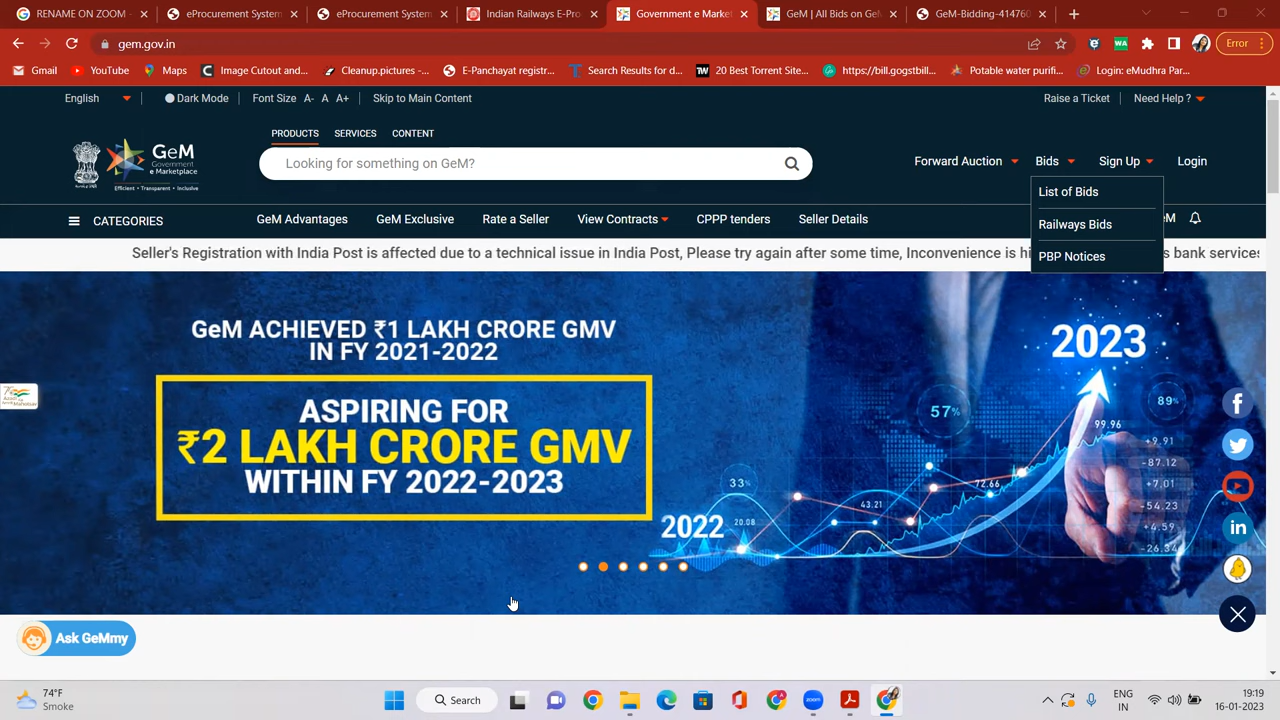 RENAME ON ZOOM -
eProcurement System
eProcurement System
Indian Railways E-Pro
Government e Market
GeM | All Bids on GeM
GeM-Bidding-414760
gem.gov.in
Error
Gmail
YouTube
Maps
Image Cutout and...
Cleanup.pictures -...
E-Panchayat registr...
Search Results for d...
20 Best Torrent Site...
https://bill.gogstbill...
Potable water purifi...
Login: eMudhra Par...
English
Dark Mode
Font Size A- A A+
Skip to Main Content
Raise a Ticket
Need Help ?
PRODUCTS SERVICES CONTENT
GeM
Government
e Marketplace
Efficient • Transparent • Inclusive
Looking for something on GeM?
Forward Auction
Bids
Sign Up
Login
List of Bids
Railways Bids
PBP Notices
CATEGORIES
GeM Advantages
GeM Exclusive
Rate a Seller
View Contracts
CPPP tenders
Seller Details
Seller's Registration with India Post is affected due to a technical issue in India Post, Please try again after some time, Inconvenience is
s bank services
GeM ACHIEVED ₹1 LAKH CRORE GMV
IN FY 2021-2022
ASPIRING FOR
₹2 LAKH CRORE GMV
WITHIN FY 2022-2023
2023
57%
89%
99.96
+9.91
-87.12
+7.01
-54.23
+4.59
-26.34
33%
72.66
43.21
2022
20.08
Ask GeMmy
74°F
Smoke
Search
ENG
IN
19:19
16-01-2023